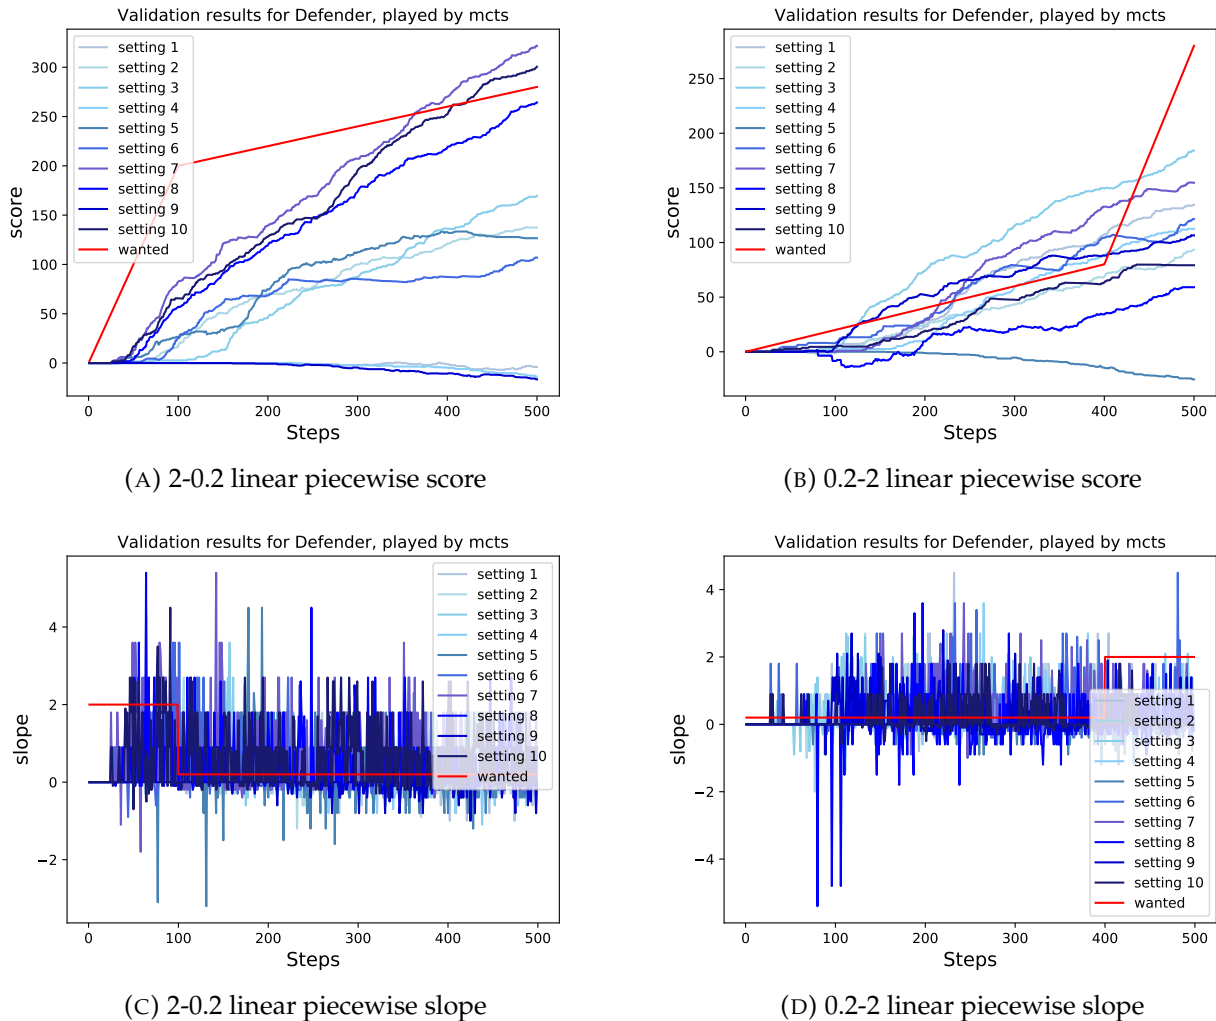 Validation results for Defender, played by mcts
score
300
250
200
150
100
50
0
setting 1
setting 2
setting 3
setting 4
setting 5
setting 6
setting 7
setting 8
setting 9
setting 10
wanted
0 100 200 300 400 500
Steps
(A) 2-0.2 linear piecewise score
Validation results for Defender, played by mcts
score
250
200
150
100
50
0
setting 1
setting 2
setting 3
setting 4
setting 5
setting 6
setting 7
setting 8
setting 9
setting 10
wanted
0 100 200 300 400 500
Steps
(B) 0.2-2 linear piecewise score
Validation results for Defender, played by mcts
slope
4
2
0
−2
setting 1
setting 2
setting 3
setting 4
setting 5
setting 6
setting 7
setting 8
setting 9
setting 10
wanted
0 100 200 300 400 500
Steps
(C) 2-0.2 linear piecewise slope
Validation results for Defender, played by mcts
slope
4
2
0
−2
−4
setting 1
setting 2
setting 3
setting 4
setting 5
setting 6
setting 7
setting 8
setting 9
setting 10
wanted
0 100 200 300 400 500
Steps
(D) 0.2-2 linear piecewise slope